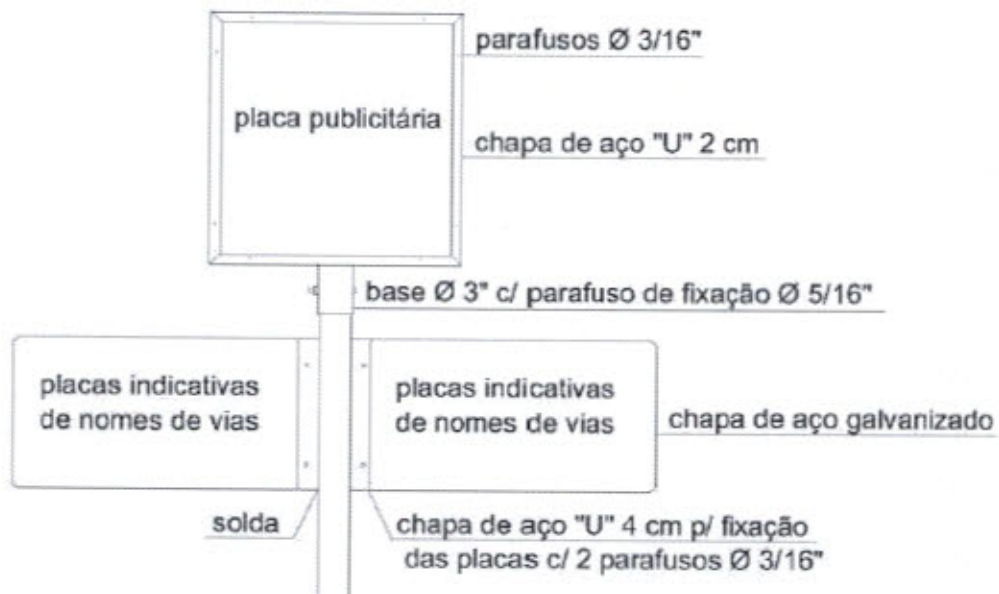 parafusos Ø 3/16"
placa publicitária
chapa de aço "U" 2 cm
base Ø 3" c/ parafuso de fixação Ø 5/16"
placas indicativas
de nomes de vias
placas indicativas
de nomes de vias
chapa de aço galvanizado
solda
chapa de aço "U" 4 cm p/ fixação
das placas c/ 2 parafusos Ø 3/16"